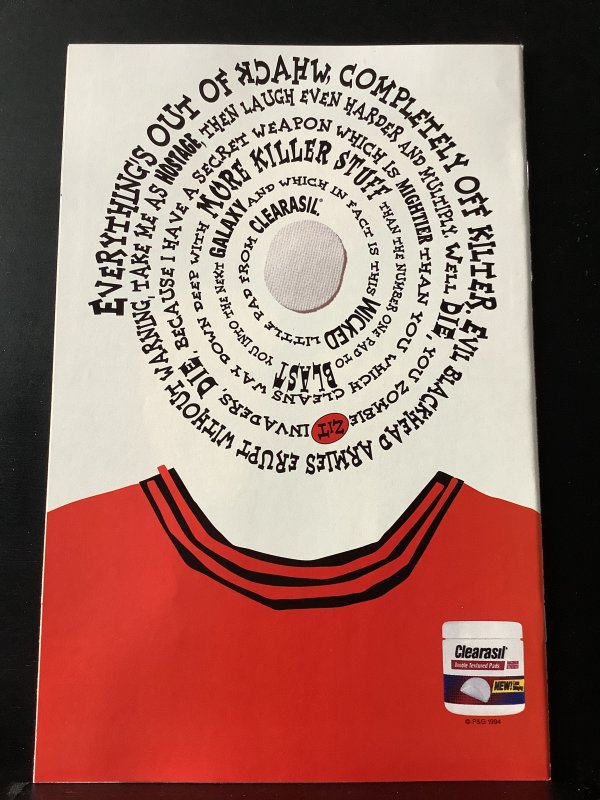 EVERYTHING'S OUT OF WHACK, COMPLETELY OFF KILTER. EVIL BLACKHEAD ARMIES ERUPT WITHOUT WARNING, TAKE ME AS HOSTAGE, THEN LAUGH EVEN HARDER AND MULTIPLY. WELL DIE, YOU ZOMBIE ZIT INVADERS, DIE, BECAUSE I HAVE A SECRET WEAPON WHICH IS MIGHTIER THAN YOU WHICH CLEANS WAY DOWN DEEP WITH MORE KILLER STUFF THAN THE NUMBER ONE PAD TO BLAST YOU INTO THE NEXT GALAXY AND WHICH IN FACT IS THIS WICKED LITTLE PAD FROM CLEARASIL®
Clearasil®
Double Textured Pads
MAXIMUM STRENGTH
NEW!
© P&G 1994